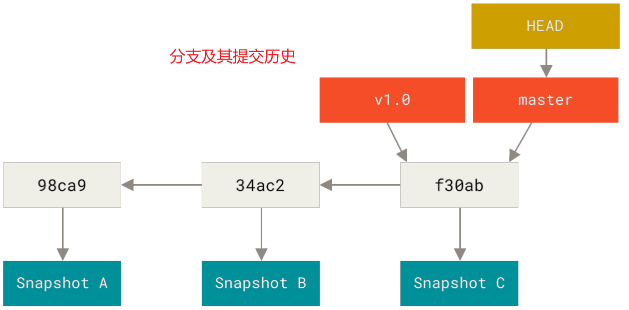 HEAD
分支及其提交历史
v1.0
master
98ca9
34ac2
f30ab
Snapshot A
Snapshot B
Snapshot C